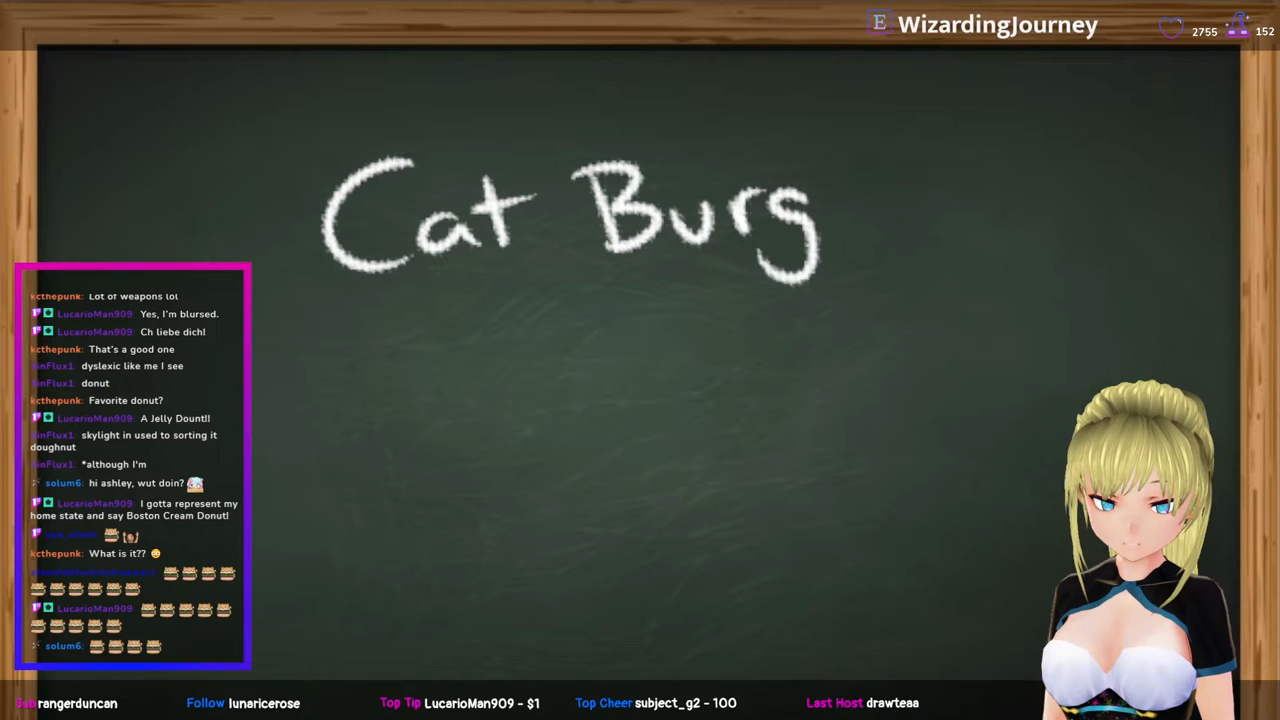 E WizardingJourney
2755
152
Cat Burg
kcthepunk: Lot of weapons lol
LucarioMan909 Yes, I'm blursed.
LucarioMan909 Ch liebe dich!
kcthepunk: That's a good one
dyslexic like me I see
donut
kcthepunk: Favorite donut?
LucarioMan909 A Jelly Dount!!
skylight in used to sorting it
doughnut
*although I'm
solum6: hi ashley, wut doin?
LucarioMan909 I gotta represent my
home state and say Boston Cream Donut!
kcthepunk: What is it??
LucarioMan909
solum6:
Sub rangerduncan
Follow lunaricerose
Top Tip LucarioMan909 - $1
Top Cheer subject_g2 - 100
Last Host drawteaa